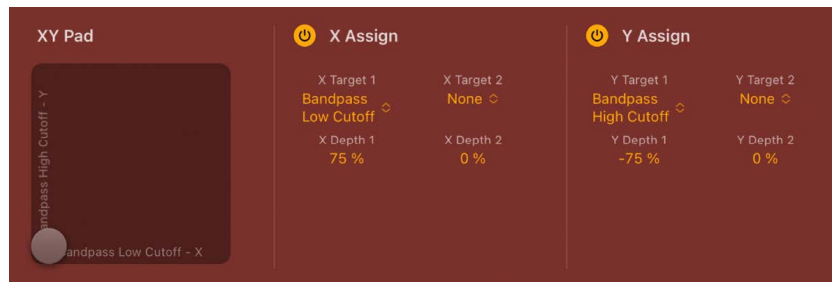 XY Pad
X Assign
Y Assign
X Target 1
X Target 2
Y Target 1
Y Target 2
Bandpass
Low Cutoff
None
Bandpass
High Cutoff
None
X Depth 1
X Depth 2
Y Depth 1
Y Depth 2
75 %
0 %
-75 %
0 %
andpass High Cutoff - Y
andpass Low Cutoff - X